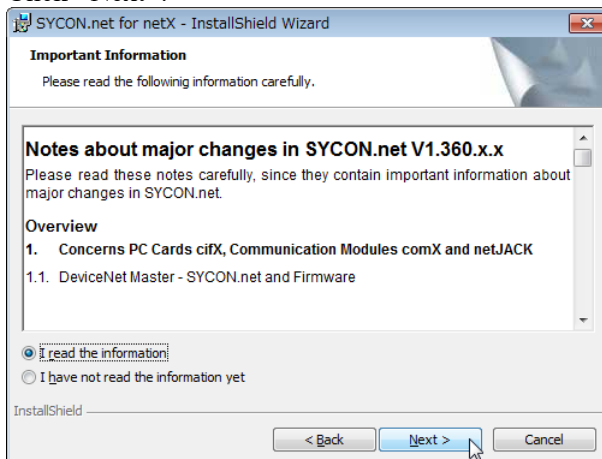 SYCON.net for netX - InstallShield Wizard
Important Information
Please read the followinig information carefully.
Notes about major changes in SYCON.net V1.360.x.x
Please read these notes carefully, since they contain important information about
major changes in SYCON.net.
Overview
1. Concerns PC Cards cifX, Communication Modules comX and netJACK
1.1. DeviceNet Master - SYCON.net and Firmware
I read the information
I have not read the information yet
InstallShield
< Back Next > Cancel